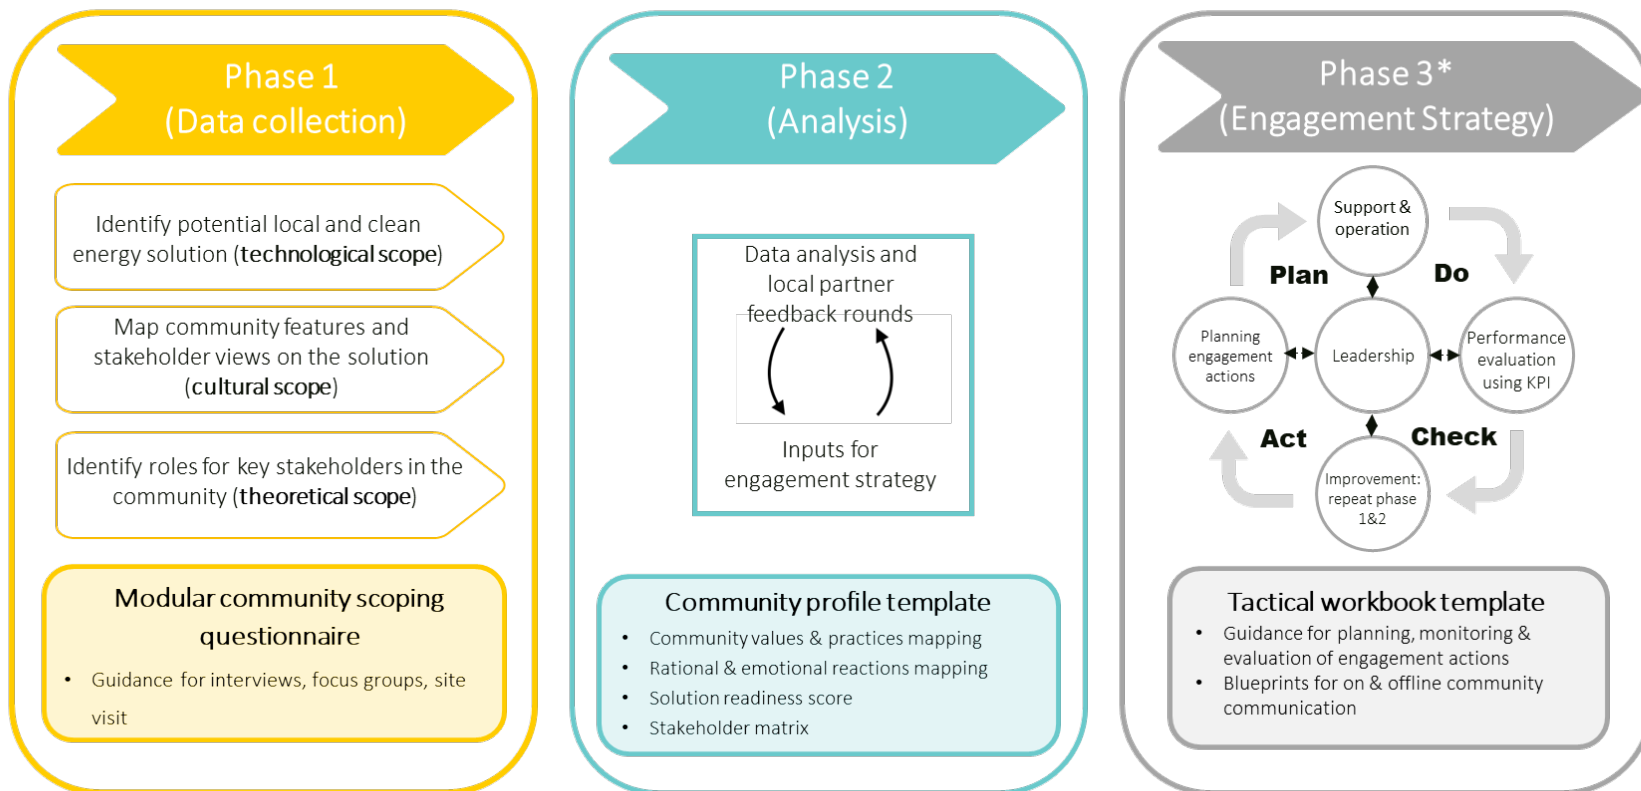 Phase 1
(Data collection)
Identify potential local and clean
energy solution (technological scope)
Map community features and
stakeholder views on the solution
(cultural scope)
Identify roles for key stakeholders in the
community (theoretical scope)
Modular community scoping
questionnaire
• Guidance for interviews, focus groups, site
visit
Phase 2
(Analysis)
Data analysis and
local partner
feedback rounds
Inputs for
engagement strategy
Community profile template
• Community values & practices mapping
• Rational & emotional reactions mapping
• Solution readiness score
• Stakeholder matrix
Phase 3*
(Engagement Strategy)
Support &
operation
Plan
Do
Planning
engagement
actions
Leadership
Performance
evaluation
using KPI
Act
Check
Improvement:
repeat phase
1&2
Tactical workbook template
• Guidance for planning, monitoring &
evaluation of engagement actions
• Blueprints for on & offline community
communication